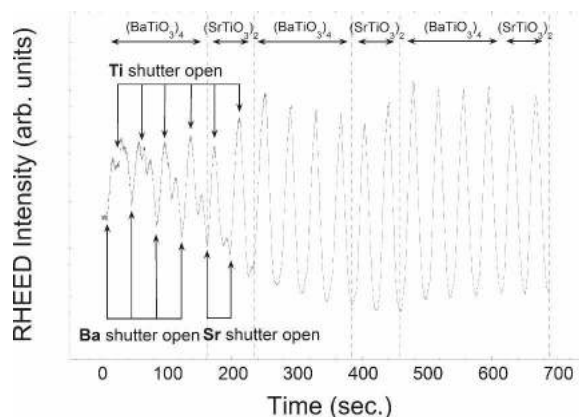 (BaTiO₃)₄ (SrTiO₃)₂ (BaTiO₃)₄ (SrTiO₃)₂ (BaTiO₃)₄ (SrTiO₃)₂
Ti shutter open
RHEED Intensity (arb. units)
Ba shutter open Sr shutter open
0 100 200 300 400 500 600 700
Time (sec.)